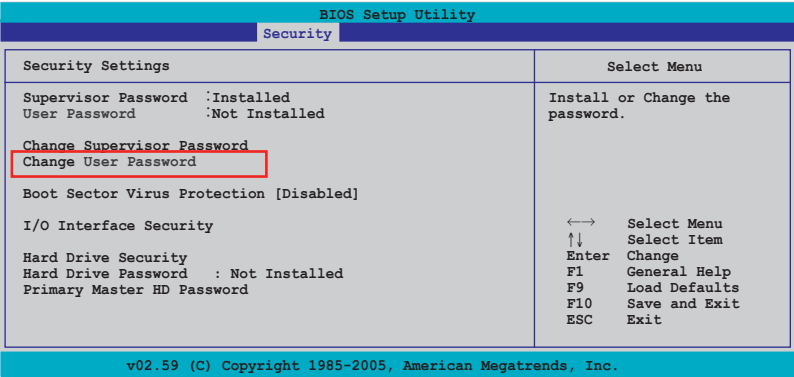 BIOS Setup Utility
Security
Security Settings
Supervisor Password :Installed
User Password :Not Installed
Change Supervisor Password
Change User Password
Boot Sector Virus Protection [Disabled]
I/O Interface Security
Hard Drive Security
Hard Drive Password : Not Installed
Primary Master HD Password
Select Menu
Install or Change the
password.
←→ Select Menu
↑↓ Select Item
Enter Change
F1 General Help
F9 Load Defaults
F10 Save and Exit
ESC Exit
v02.59 (C) Copyright 1985-2005, American Megatrends, Inc.